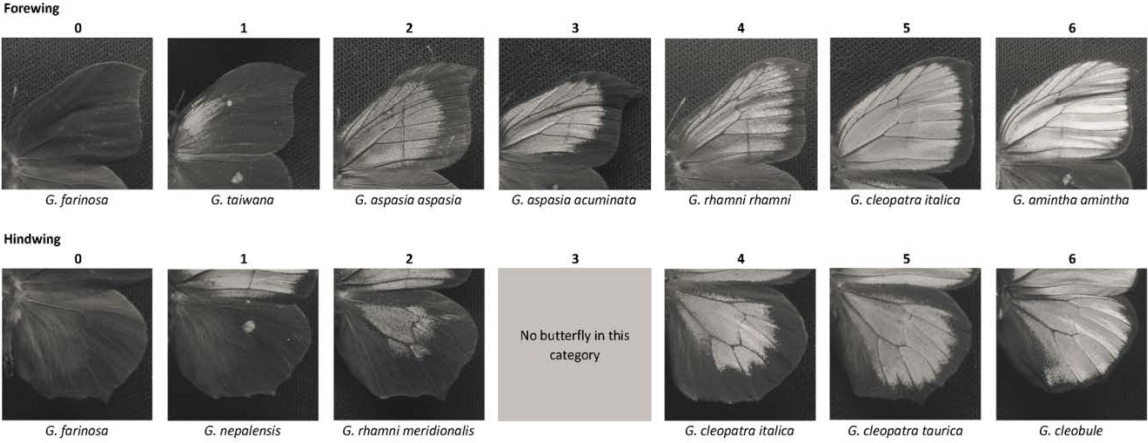 Forewing
0 1 2 3 4 5 6
G. farinosa G. taiwana G. aspasia aspasia G. aspasia acuminata G. rhamni rhamni G. cleopatra italica G. amintha amintha
Hindwing
0 1 2 3 4 5 6
No butterfly in this
category
G. farinosa G. nepalensis G. rhamni meridionalis G. cleopatra italica G. cleopatra taurica G. cleobule